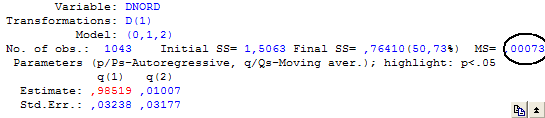 Variable: DNORD
Transformations: D(1)
Model: (0,1,2)
No. of obs.: 1043 Initial SS= 1,5063 Final SS= ,76410(50,73%) MS= ,00073
Parameters (p/Ps-Autoregressive, q/Qs-Moving aver.); highlight: p<.05
q(1) q(2)
Estimate: ,98519 ,01007
Std.Err.: ,03238 ,03177